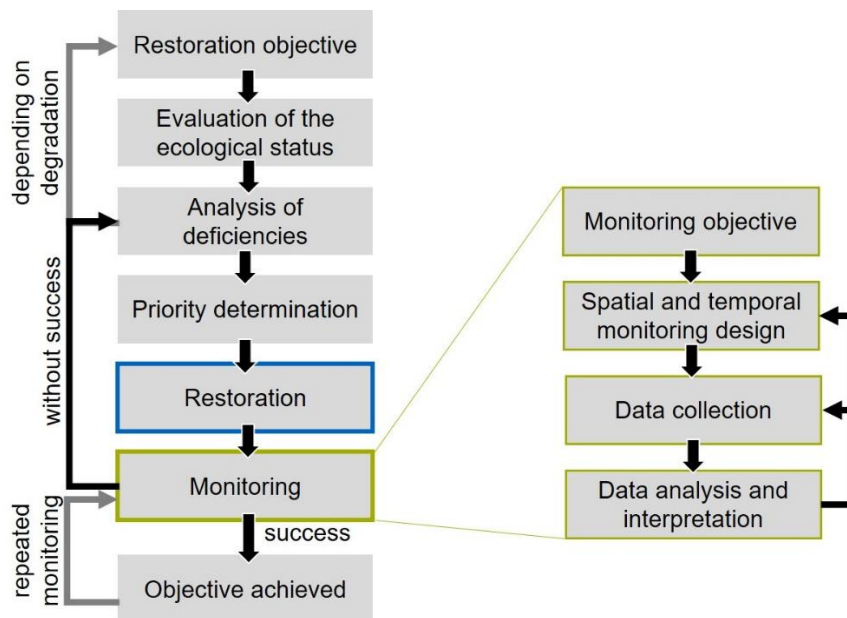 Restoration objective
Evaluation of the
ecological status
Analysis of
deficiencies
Priority determination
Restoration
Monitoring
success
Objective achieved
depending on
degradation
without success
repeated
monitoring
Monitoring objective
Spatial and temporal
monitoring design
Data collection
Data analysis and
interpretation